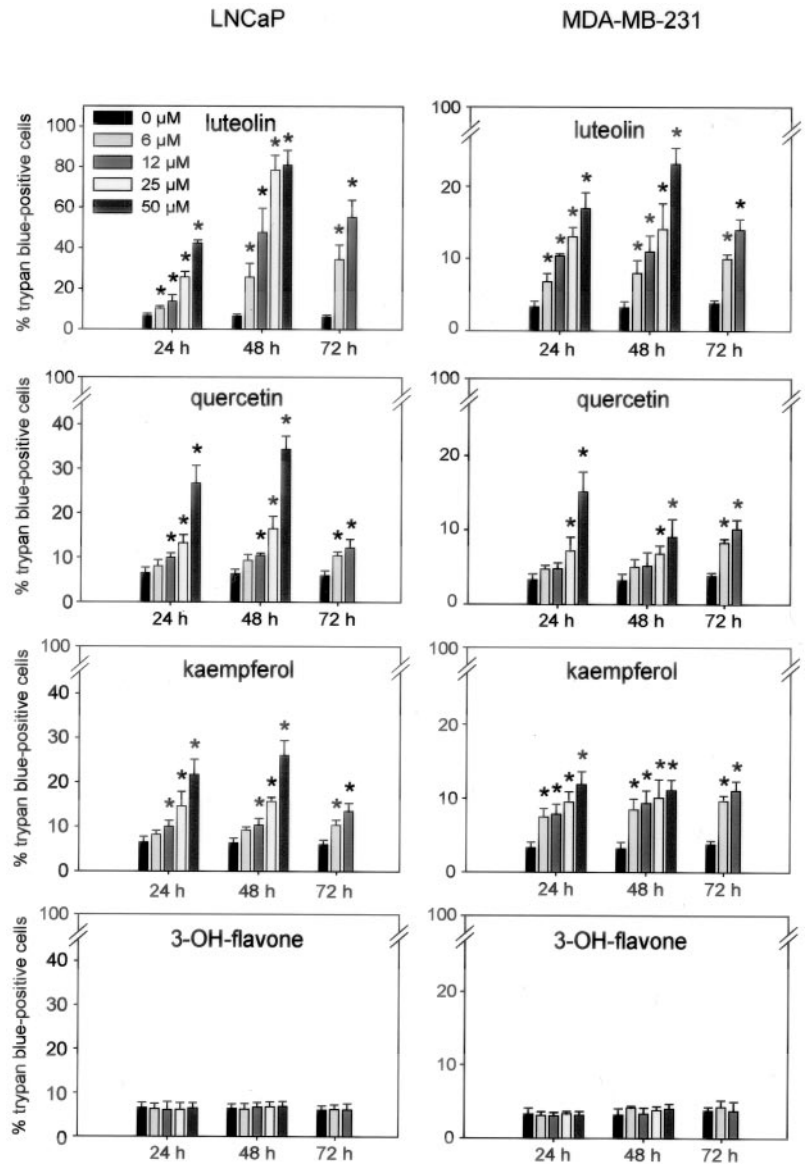 LNCaP MDA-MB-231
luteolin
0 µM
6 µM
12 µM
25 µM
50 µM
% trypan blue-positive cells
100
80
60
40
20
0
* * * *
* * * *
* *
24 h 48 h 72 h
luteolin
100
20
10
0
* * * *
* * * *
* *
24 h 48 h 72 h
quercetin
% trypan blue-positive cells
100
40
30
20
10
0
* * *
* * *
* *
24 h 48 h 72 h
quercetin
100
20
10
0
* *
* *
* *
24 h 48 h 72 h
kaempferol
% trypan blue-positive cells
100
40
30
20
10
0
* * *
* * *
* *
24 h 48 h 72 h
kaempferol
100
20
10
0
* * * *
* * * *
* *
24 h 48 h 72 h
3-OH-flavone
% trypan blue-positive cells
100
40
30
20
10
0
24 h 48 h 72 h
3-OH-flavone
100
20
10
0
24 h 48 h 72 h